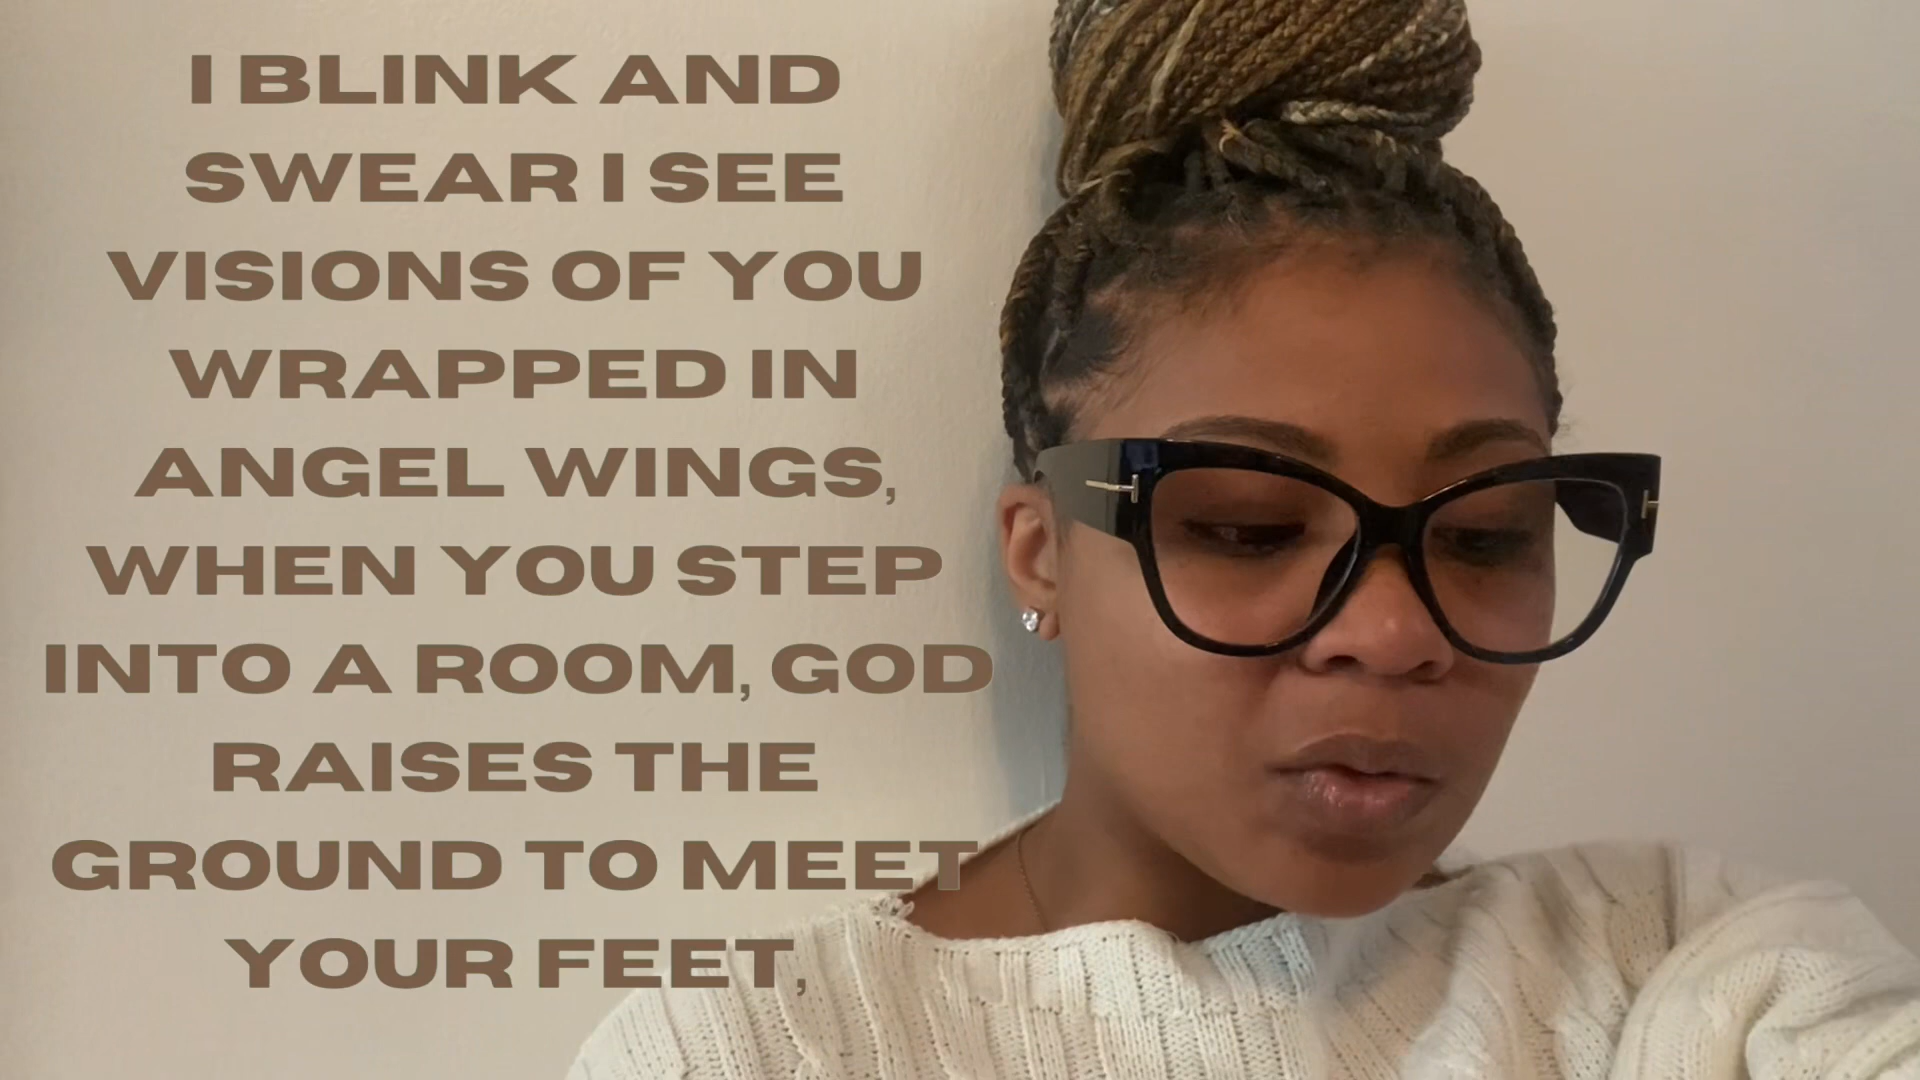 I BLINK AND
SWEAR I SEE
VISIONS OF YOU
WRAPPED IN
ANGEL WINGS,
WHEN YOU STEP
INTO A ROOM, GOD
RAISES THE
GROUND TO MEET
YOUR FEET,